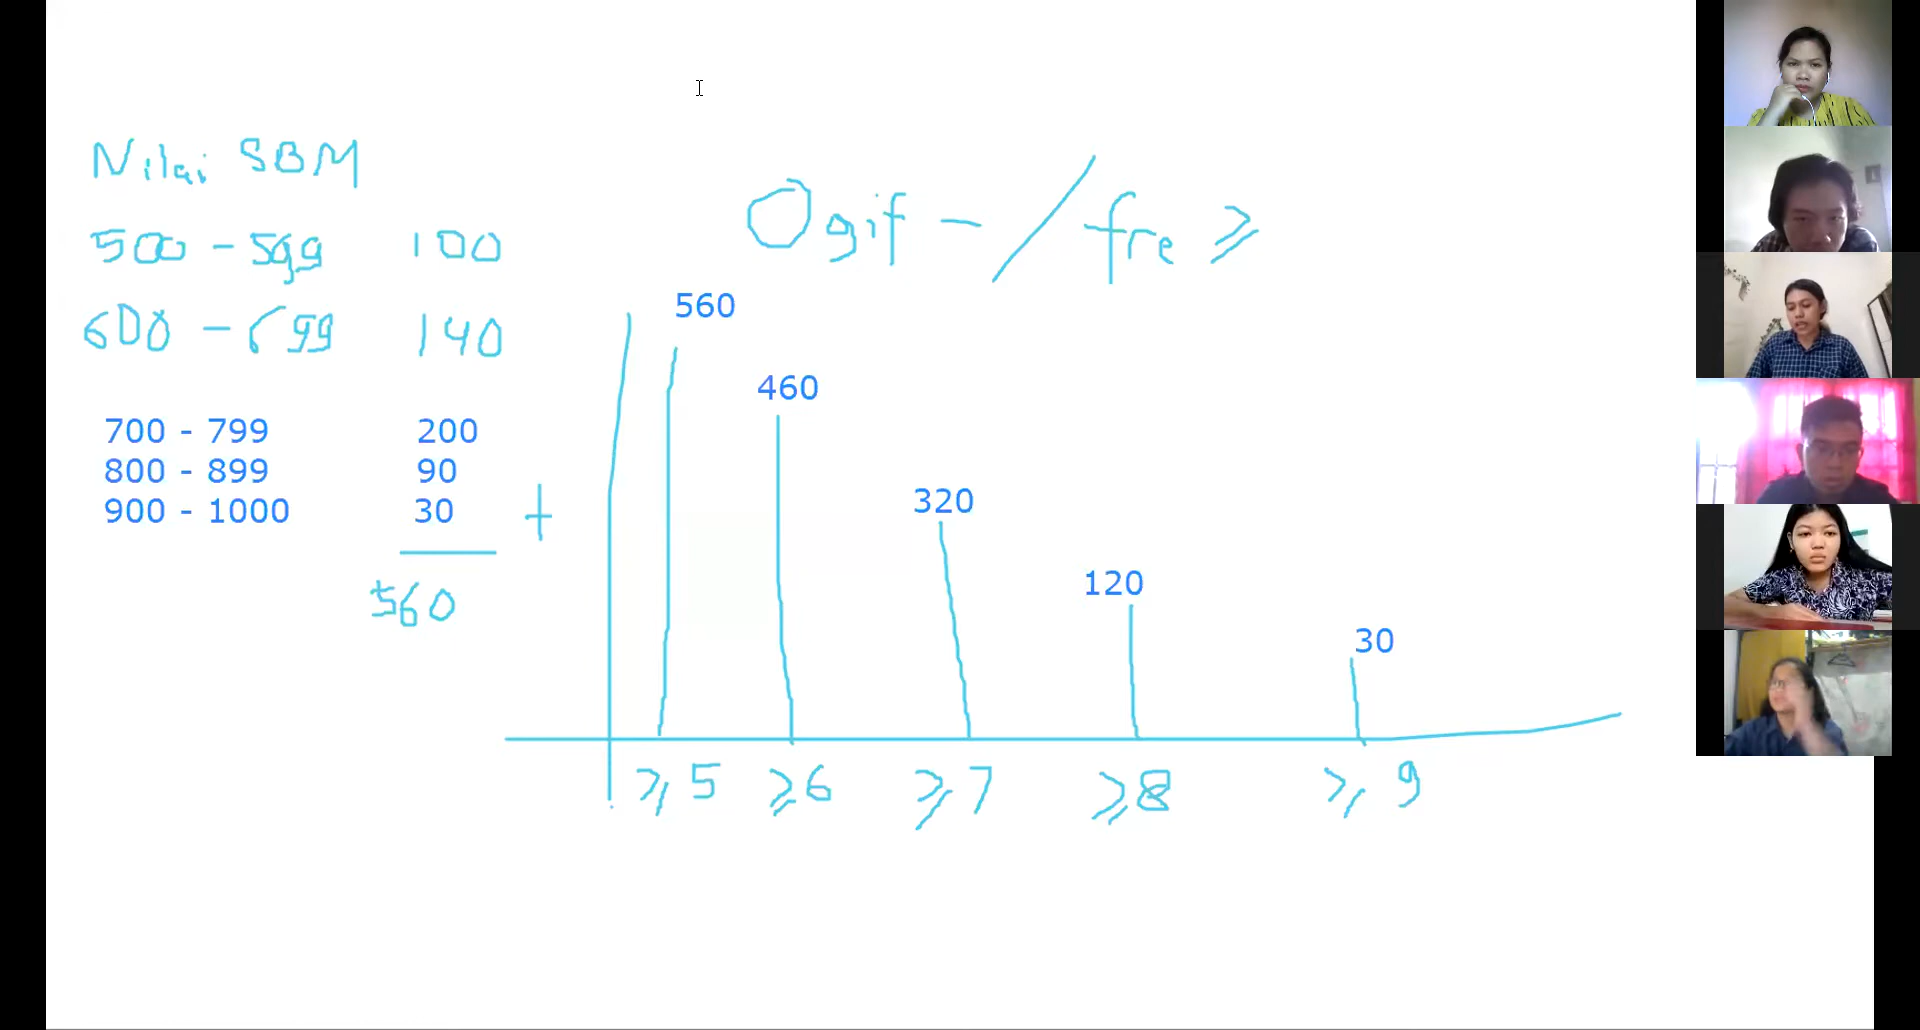 Nilai SBM
500 - 599 100
600 - 699 140
700 - 799 200
800 - 899 90
900 - 1000 30
+
560
Ogif - / fre ≥
560
460
320
120
30
≥ 5 ≥ 6 ≥ 7 ≥ 8 ≥ 9